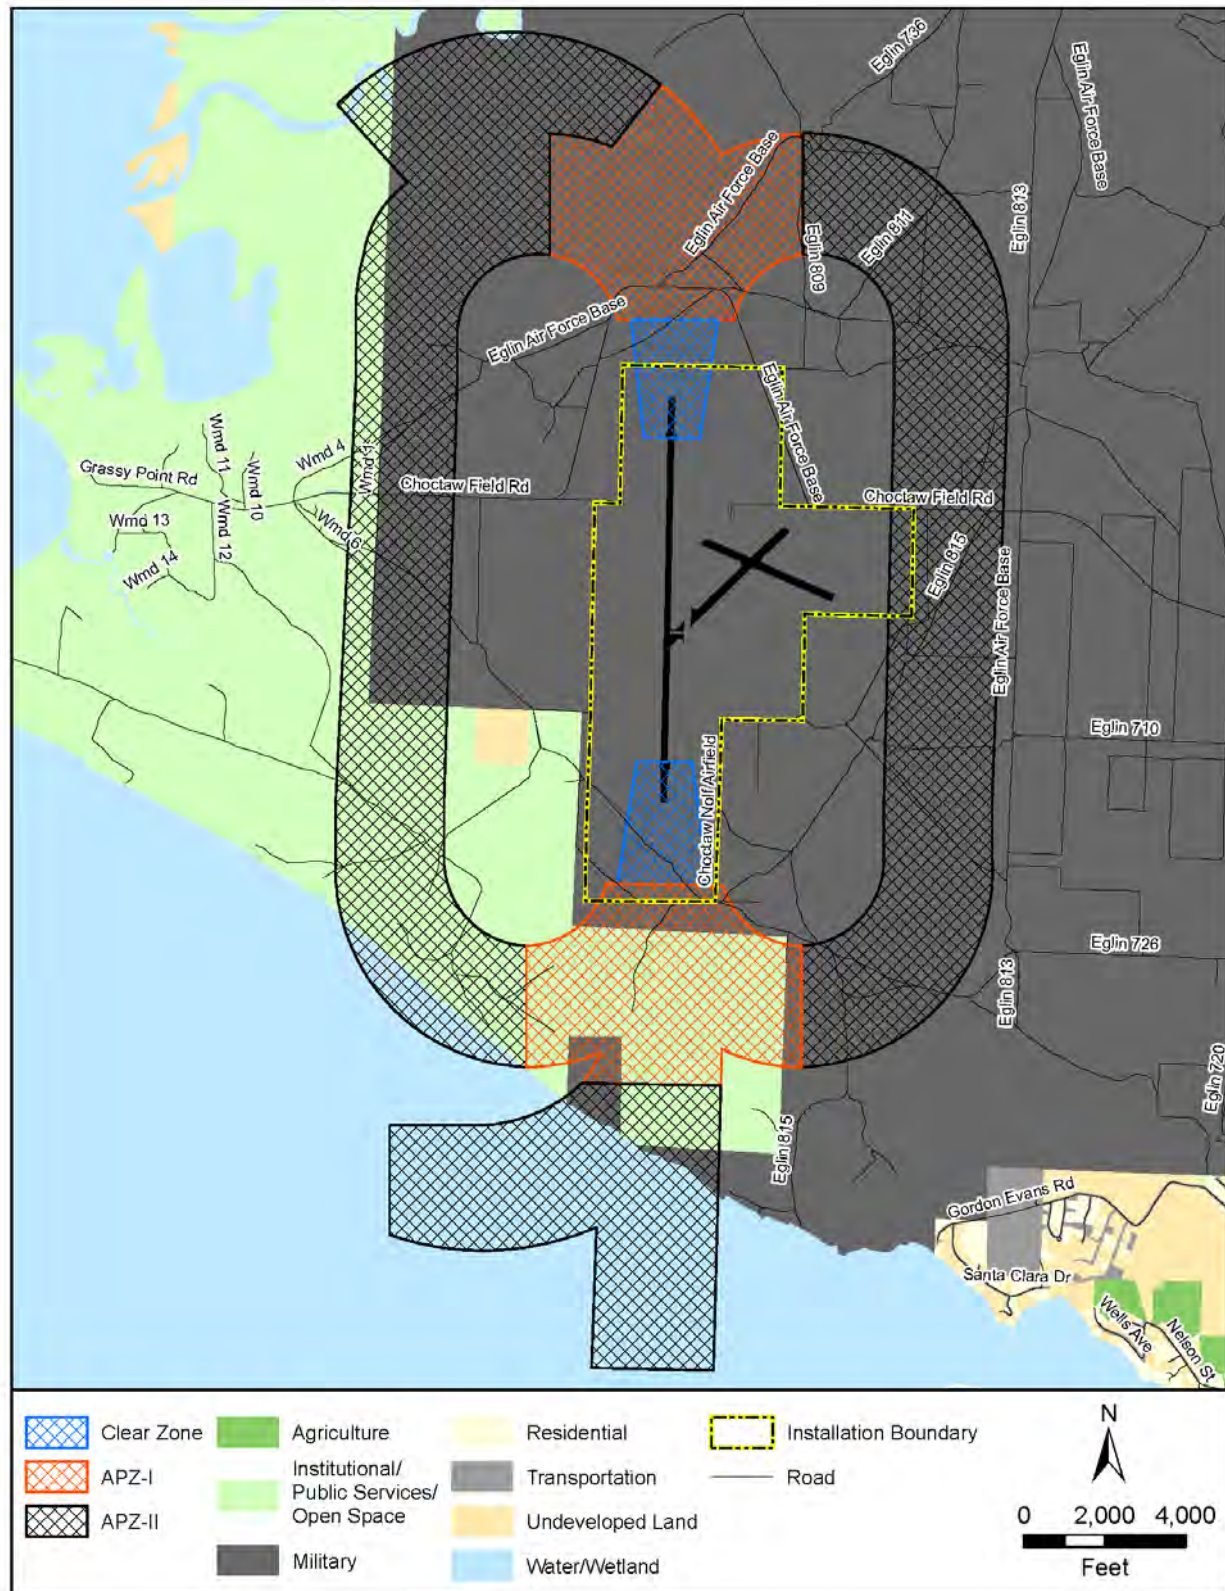 Eglin 736
Eglin Air Force Base
Eglin Air Force Base
Eglin 813
Eglin 811
Eglin 809
Eglin Air Force Base
Eglin Air Force Base
Wmd 11
Wmd 4
Wmd 1
Grassy Point Rd
Wmd 10
Choctaw Field Rd
Choctaw Field Rd
Wmd 13
Wmd 12
Wmd 6
Wmd 14
Eglin 815
Eglin Air Force Base
Eglin 710
Choctaw Nolf Airfield
Eglin 726
Eglin 813
Eglin 720
Eglin 815
Gordon Evans Rd
Santa Clara Dr
Wells Ave
Nelson St
Clear Zone
APZ-I
APZ-II
Agriculture
Institutional/
Public Services/
Open Space
Military
Residential
Transportation
Undeveloped Land
Water/Wetland
Installation Boundary
Road
N
0 2,000 4,000
Feet